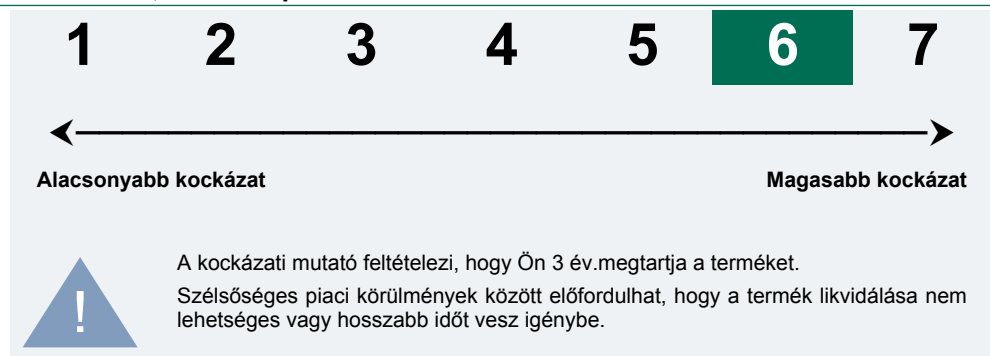 1 2 3 4 5 6 7
Alacsonyabb kockázat Magasabb kockázat
A kockázati mutató feltételezi, hogy Ön 3 év.megtartja a terméket.
Szélsőséges piaci körülmények között előfordulhat, hogy a termék likvidálása nem
lehetséges vagy hosszabb időt vesz igénybe.
!